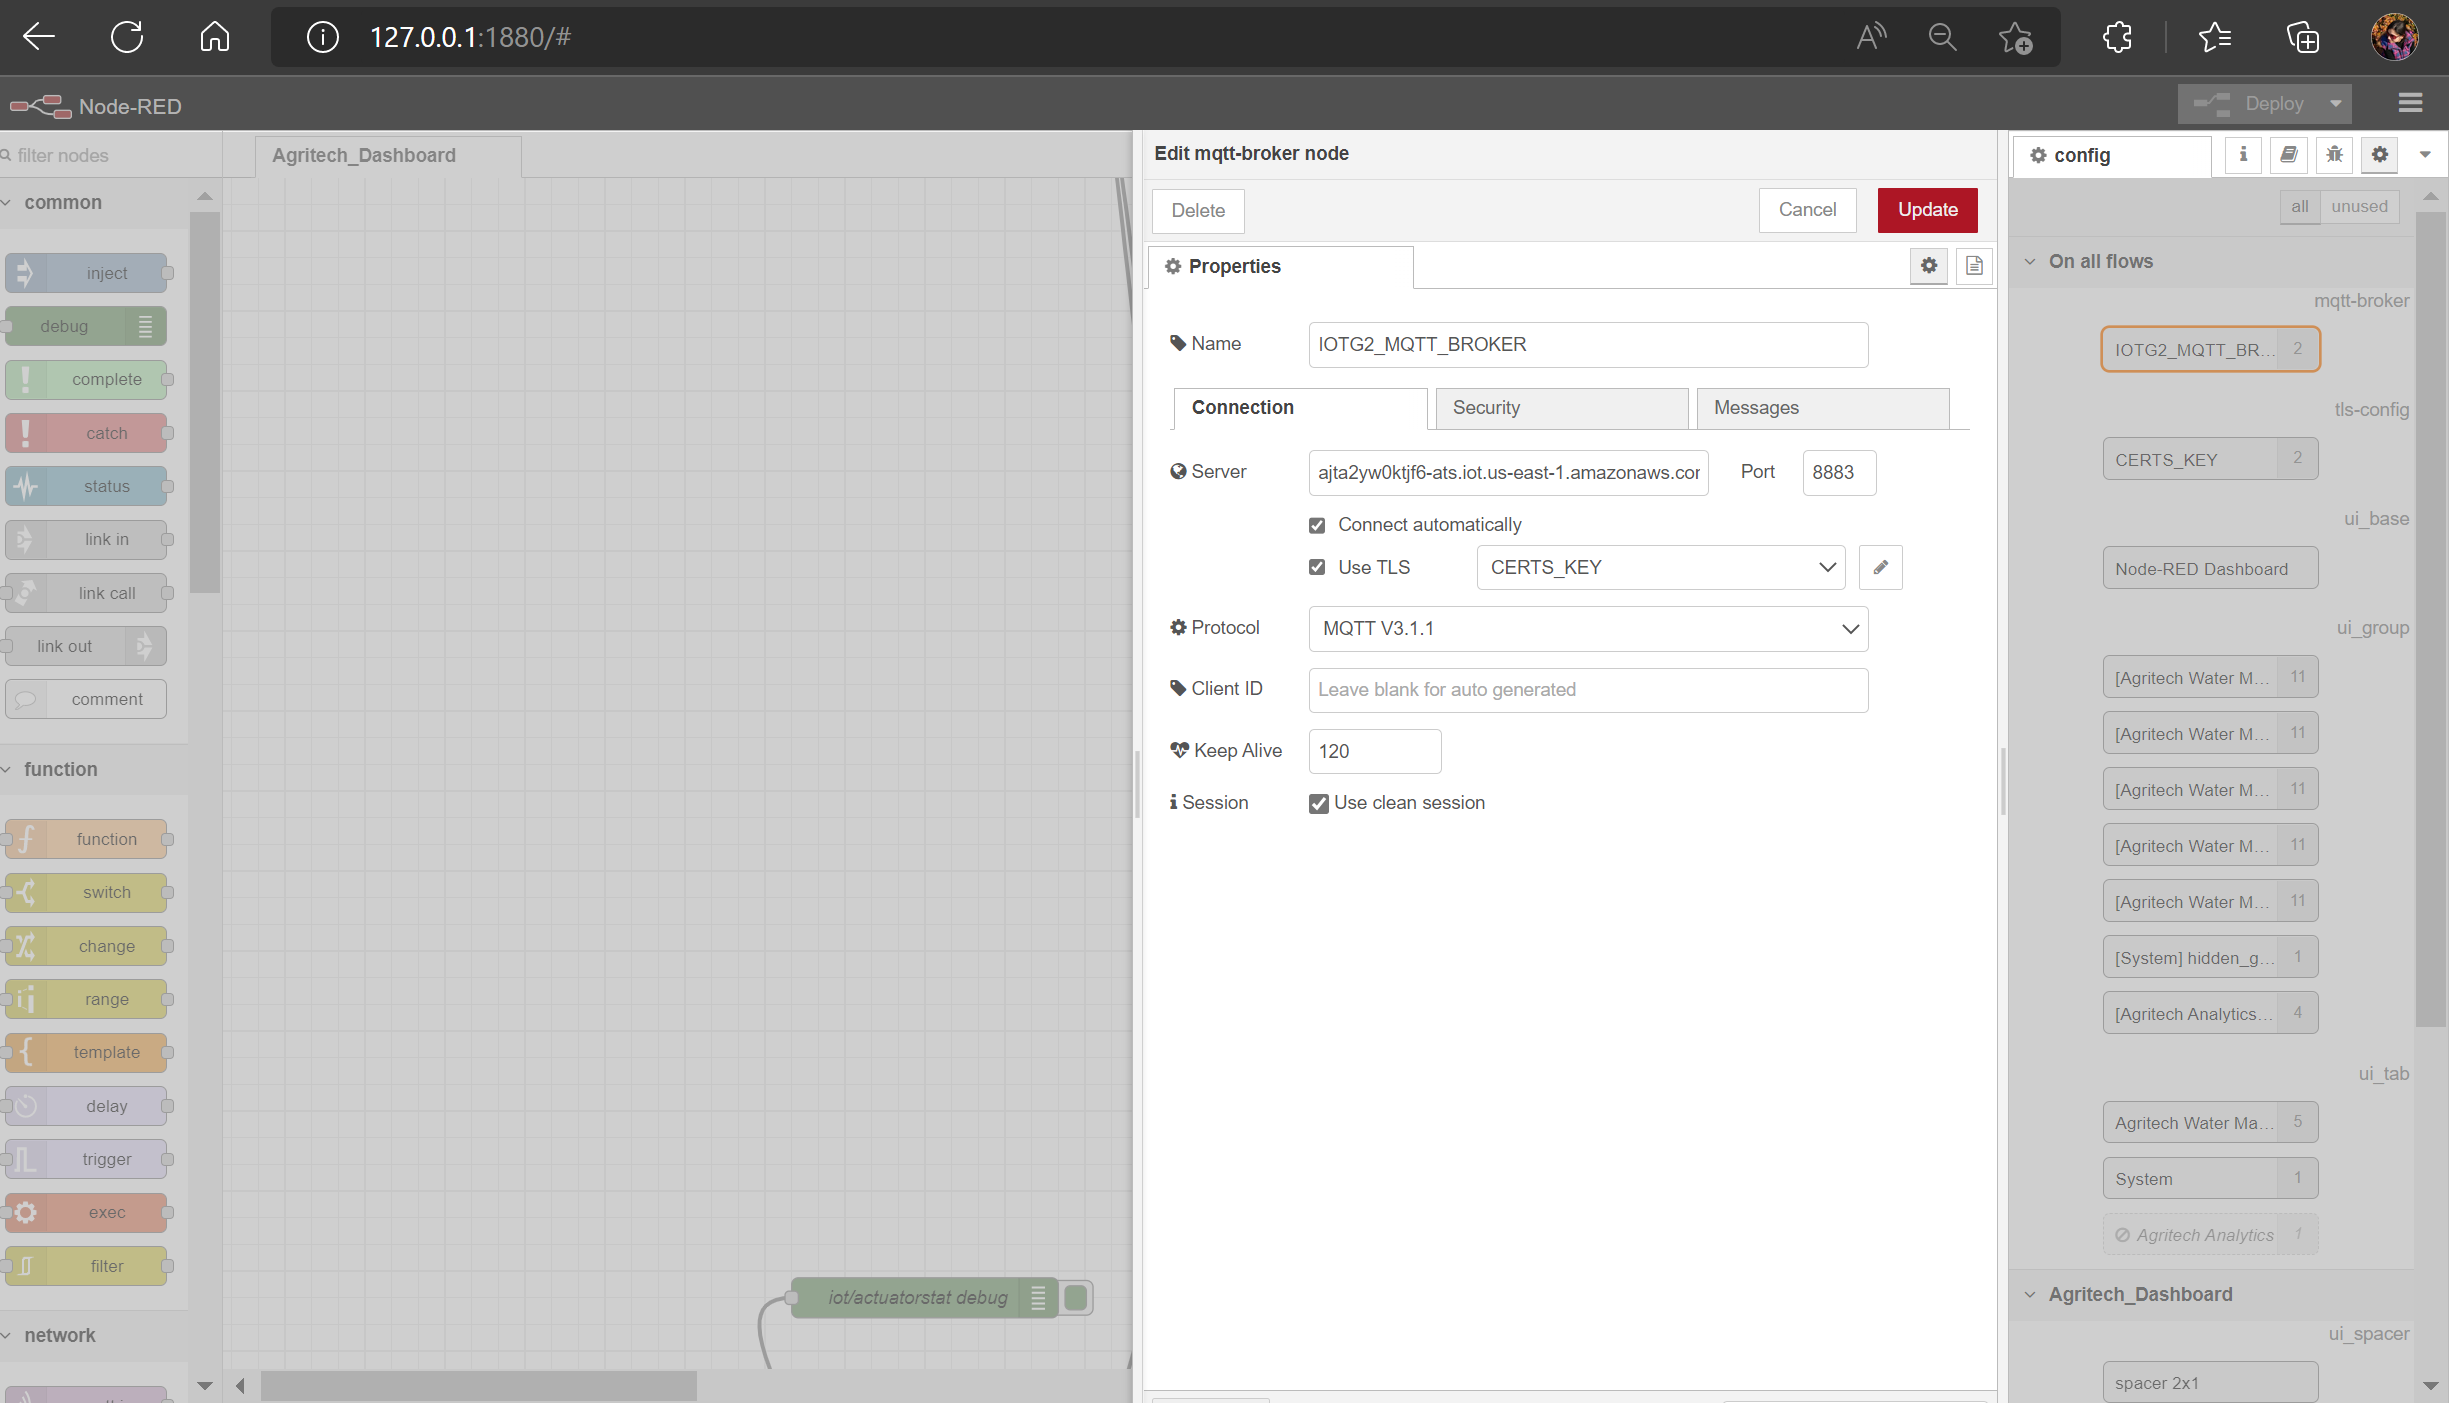 127.0.0.1:1880/#
Node-RED
Deploy
filter nodes
Agritech_Dashboard
common
inject
debug
complete
catch
status
link in
link call
link out
comment
function
function
switch
change
range
template
delay
trigger
exec
filter
network
iot/actuatorstat debug
Edit mqtt-broker node
Delete
Cancel
Update
Properties
Name
IOTG2_MQTT_BROKER
Connection
Security
Messages
Server
ajta2yw0ktjf6-ats.iot.us-east-1.amazonaws.cor
Port
8883
Connect automatically
Use TLS
CERTS_KEY
Protocol
MQTT V3.1.1
Client ID
Leave blank for auto generated
Keep Alive
120
Session
Use clean session
config
all
unused
On all flows
mqtt-broker
IOTG2_MQTT_BR... 2
tls-config
CERTS_KEY 2
ui_base
Node-RED Dashboard
ui_group
[Agritech Water M... 11
[Agritech Water M... 11
[Agritech Water M... 11
[Agritech Water M... 11
[Agritech Water M... 11
[System] hidden_g... 1
[Agritech Analytics... 4
ui_tab
Agritech Water Ma... 5
System 1
Agritech Analytics 1
Agritech_Dashboard
ui_spacer
spacer 2x1